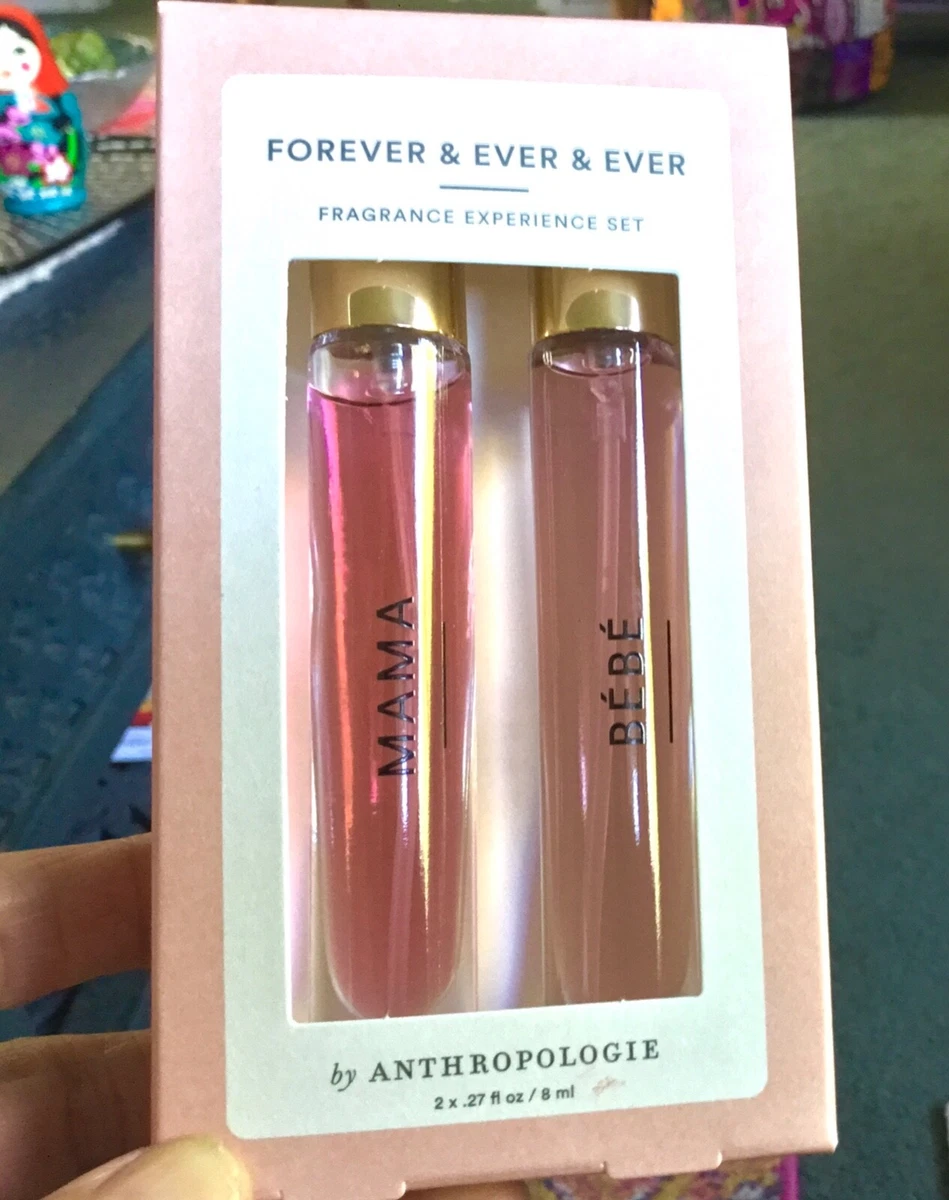 FOREVER & EVER & EVER
FRAGRANCE EXPERIENCE SET
MAMA
BÉBÉ
by ANTHROPOLOGIE
2 x .27 fl oz / 8 ml